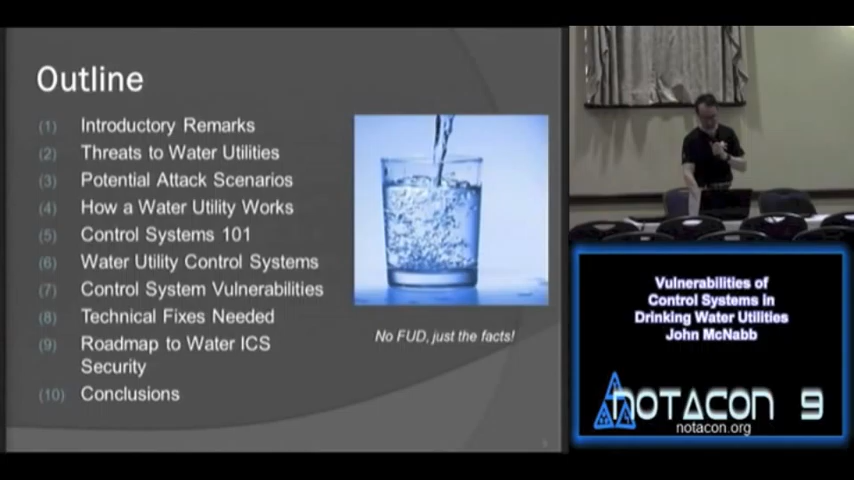 Outline
(1) Introductory Remarks
(2) Threats to Water Utilities
(3) Potential Attack Scenarios
(4) How a Water Utility Works
(5) Control Systems 101
(6) Water Utility Control Systems
(7) Control System Vulnerabilities
(8) Technical Fixes Needed
(9) Roadmap to Water ICS
Security
(10) Conclusions
No FUD, just the facts!
Vulnerabilities of
Control Systems in
Drinking Water Utilities
John McNabb
NOTACON 9
notacon.org